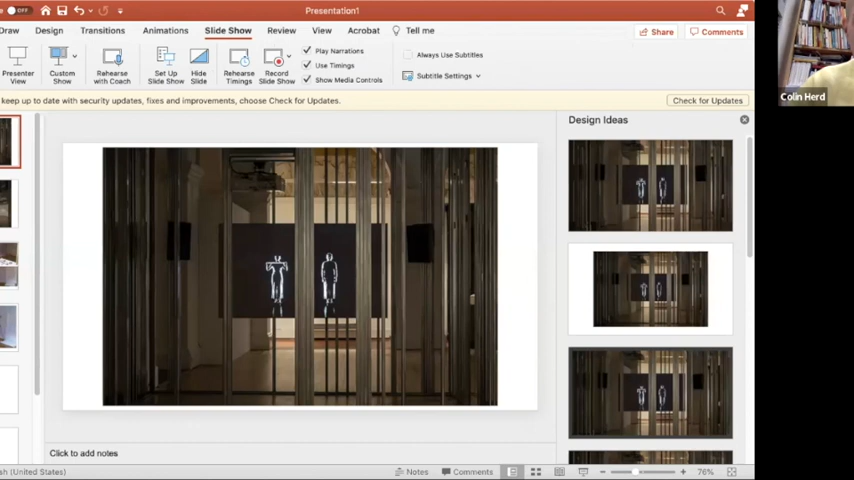 OFF Presentation1
Draw Design Transitions Animations Slide Show Review View Acrobat Tell me Share Comments
Presenter View
Custom Show
Rehearse with Coach
Set Up Slide Show
Hide Slide
Rehearse Timings
Record Slide Show
Play Narrations
Use Timings
Show Media Controls
Always Use Subtitles
Subtitle Settings
keep up to date with security updates, fixes and improvements, choose Check for Updates. Check for Updates
Design Ideas
Colin Herd
Click to add notes
sh (United States) Notes Comments 76%